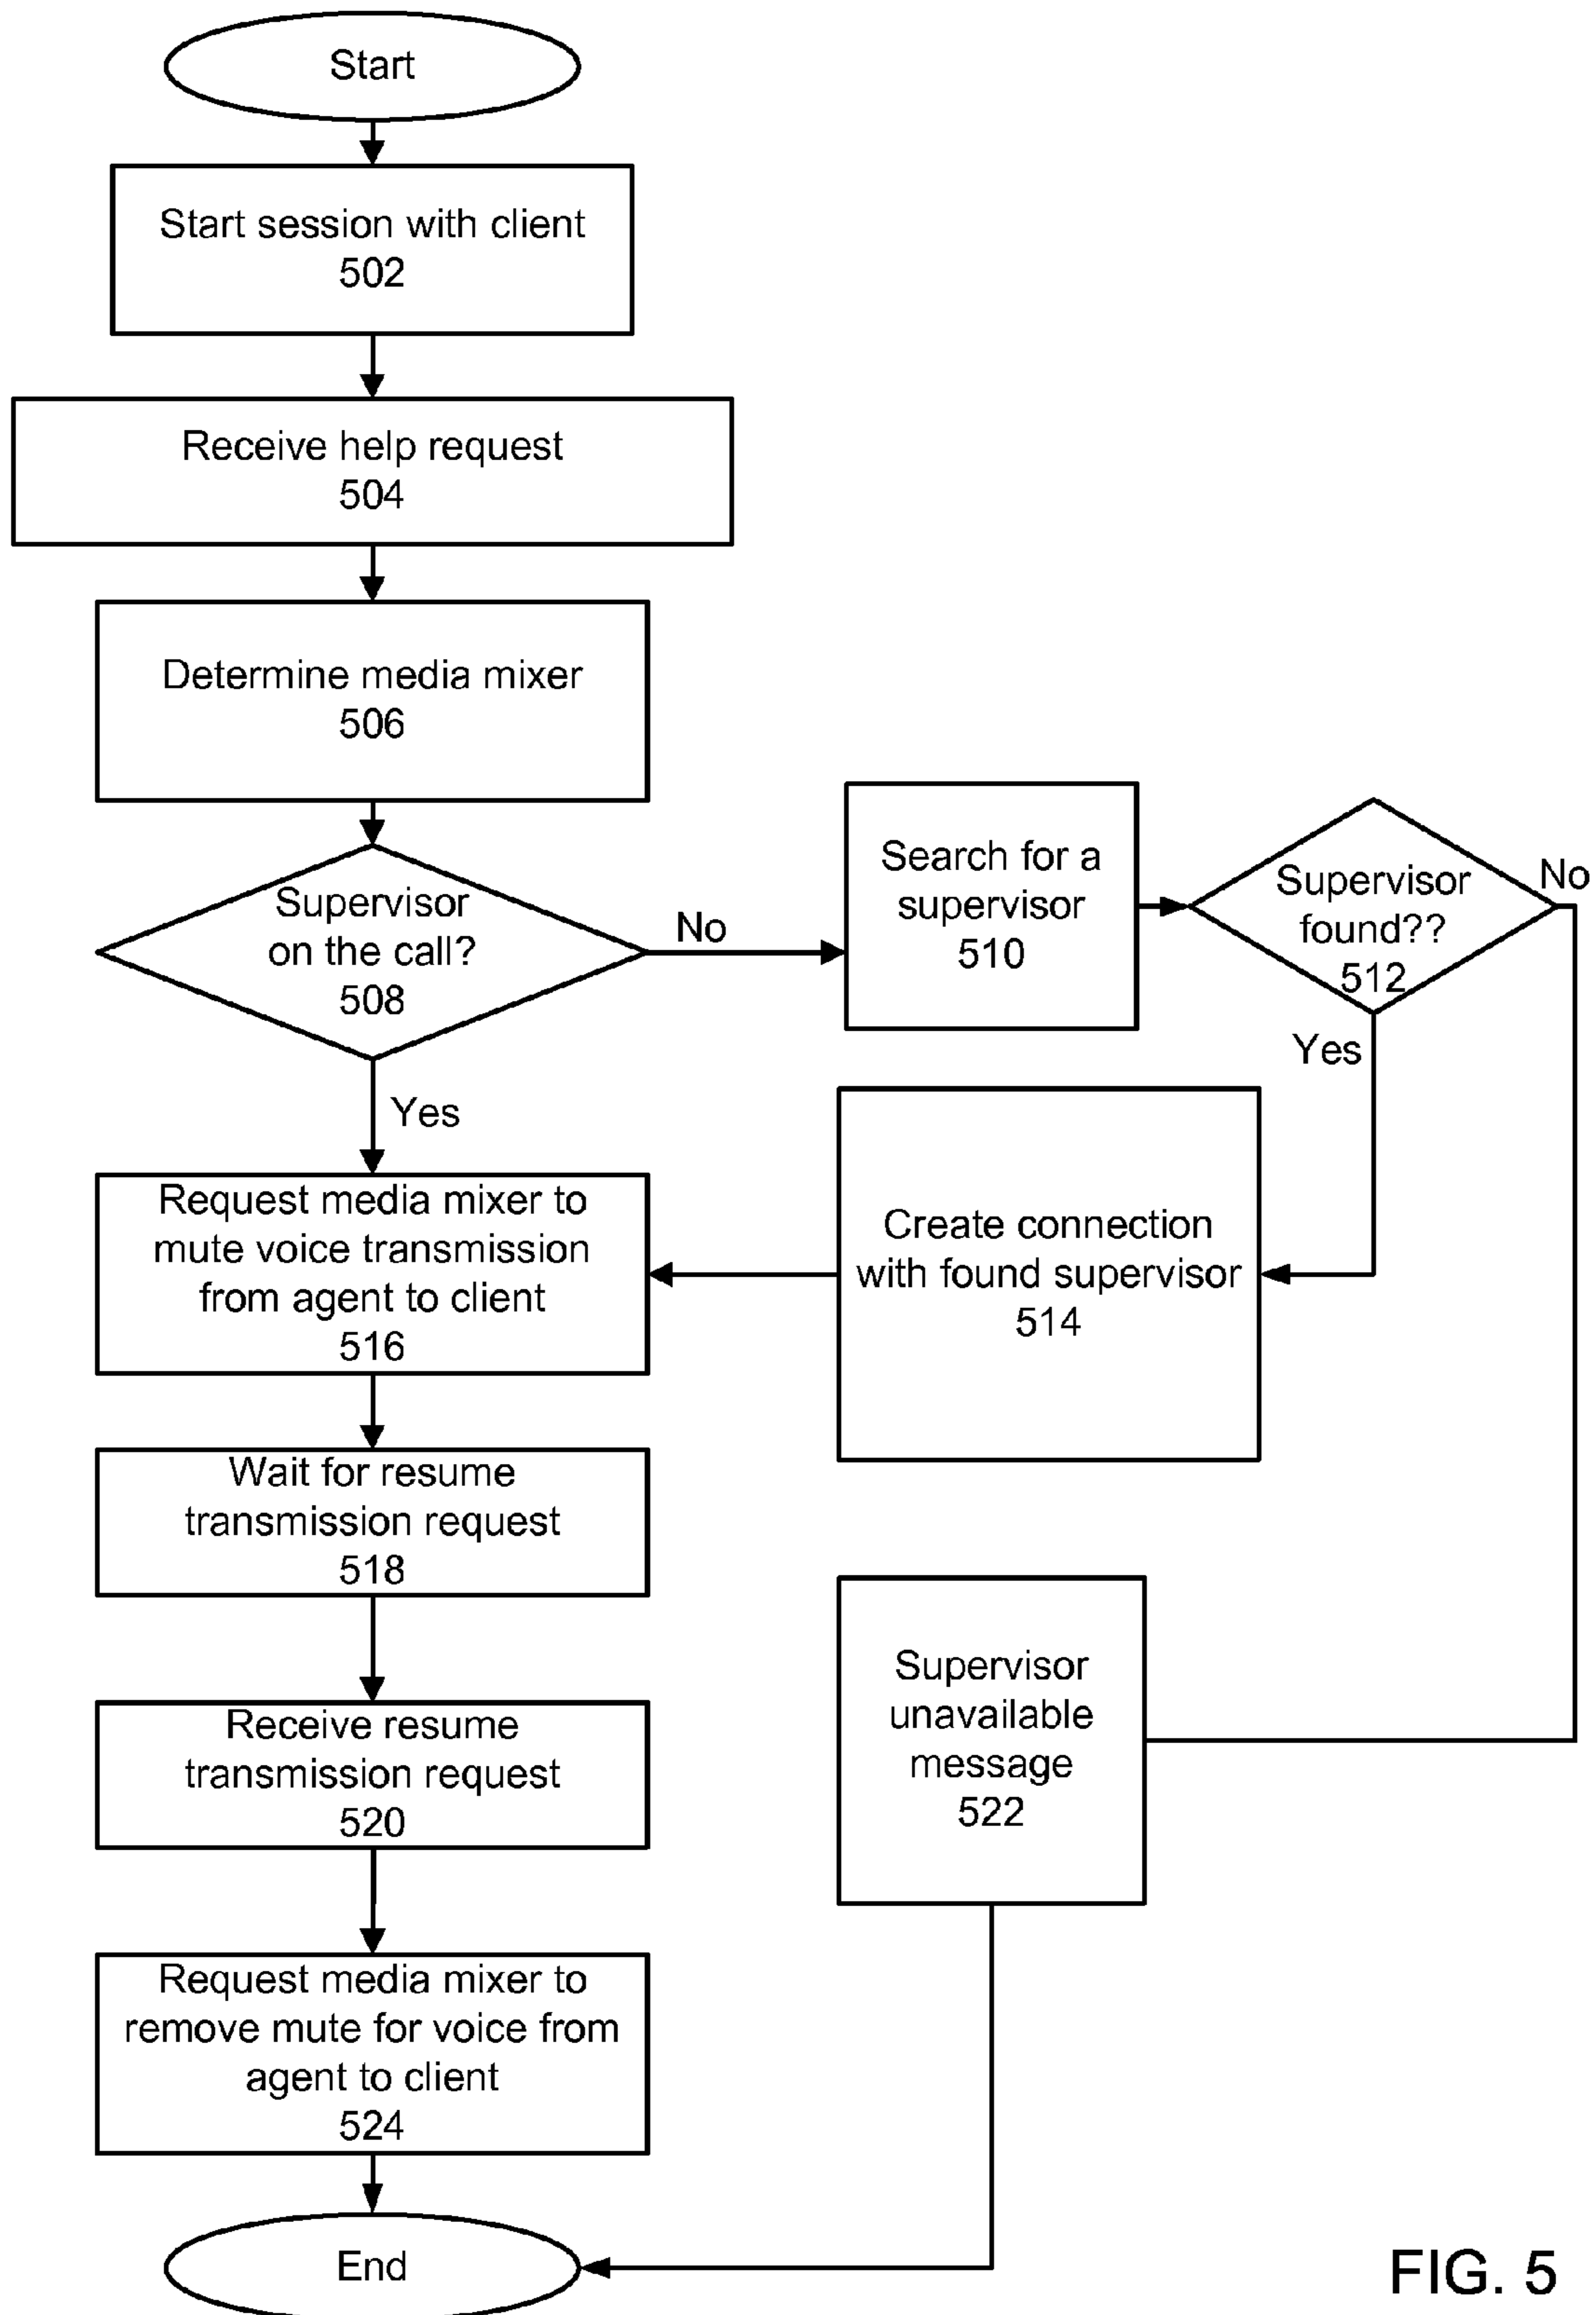 Start
Start session with client
502
Receive help request
504
Determine media mixer
506
Supervisor
on the call?
508
No
Search for a
supervisor
510
Supervisor
found??
512
No
Yes
Yes
Create connection
with found supervisor
514
Request media mixer to
mute voice transmission
from agent to client
516
Wait for resume
transmission request
518
Receive resume
transmission request
520
Supervisor
unavailable
message
522
Request media mixer to
remove mute for voice from
agent to client
524
End
FIG. 5